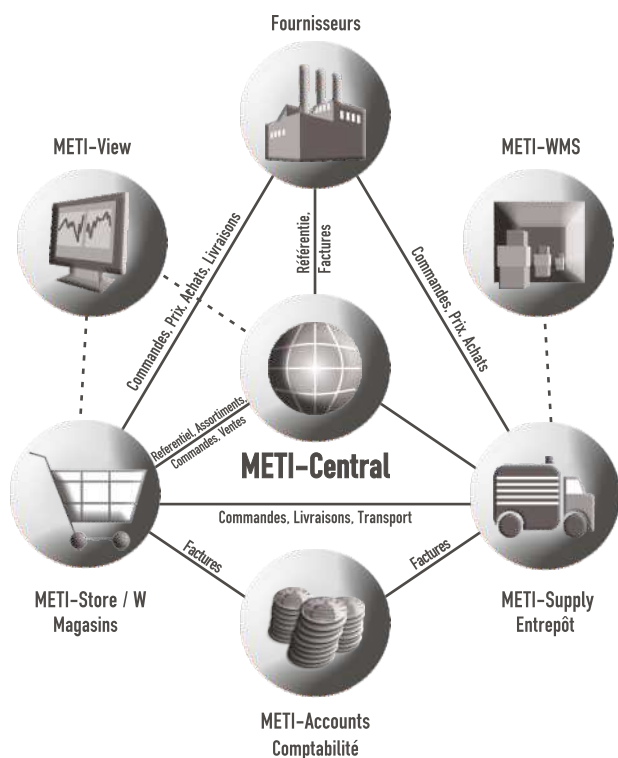 Fournisseurs
METI-View
METI-WMS
Commandes, Prix, Achats, Livraisons
Référentie,
Factures
Commandes, Prix, Achats
Referentiel, Assortiments,
Commandes, Ventes
METI-Central
Commandes, Livraisons, Transport
Factures
Factures
METI-Store / W
Magasins
METI-Supply
Entrepôt
METI-Accounts
Comptabilité